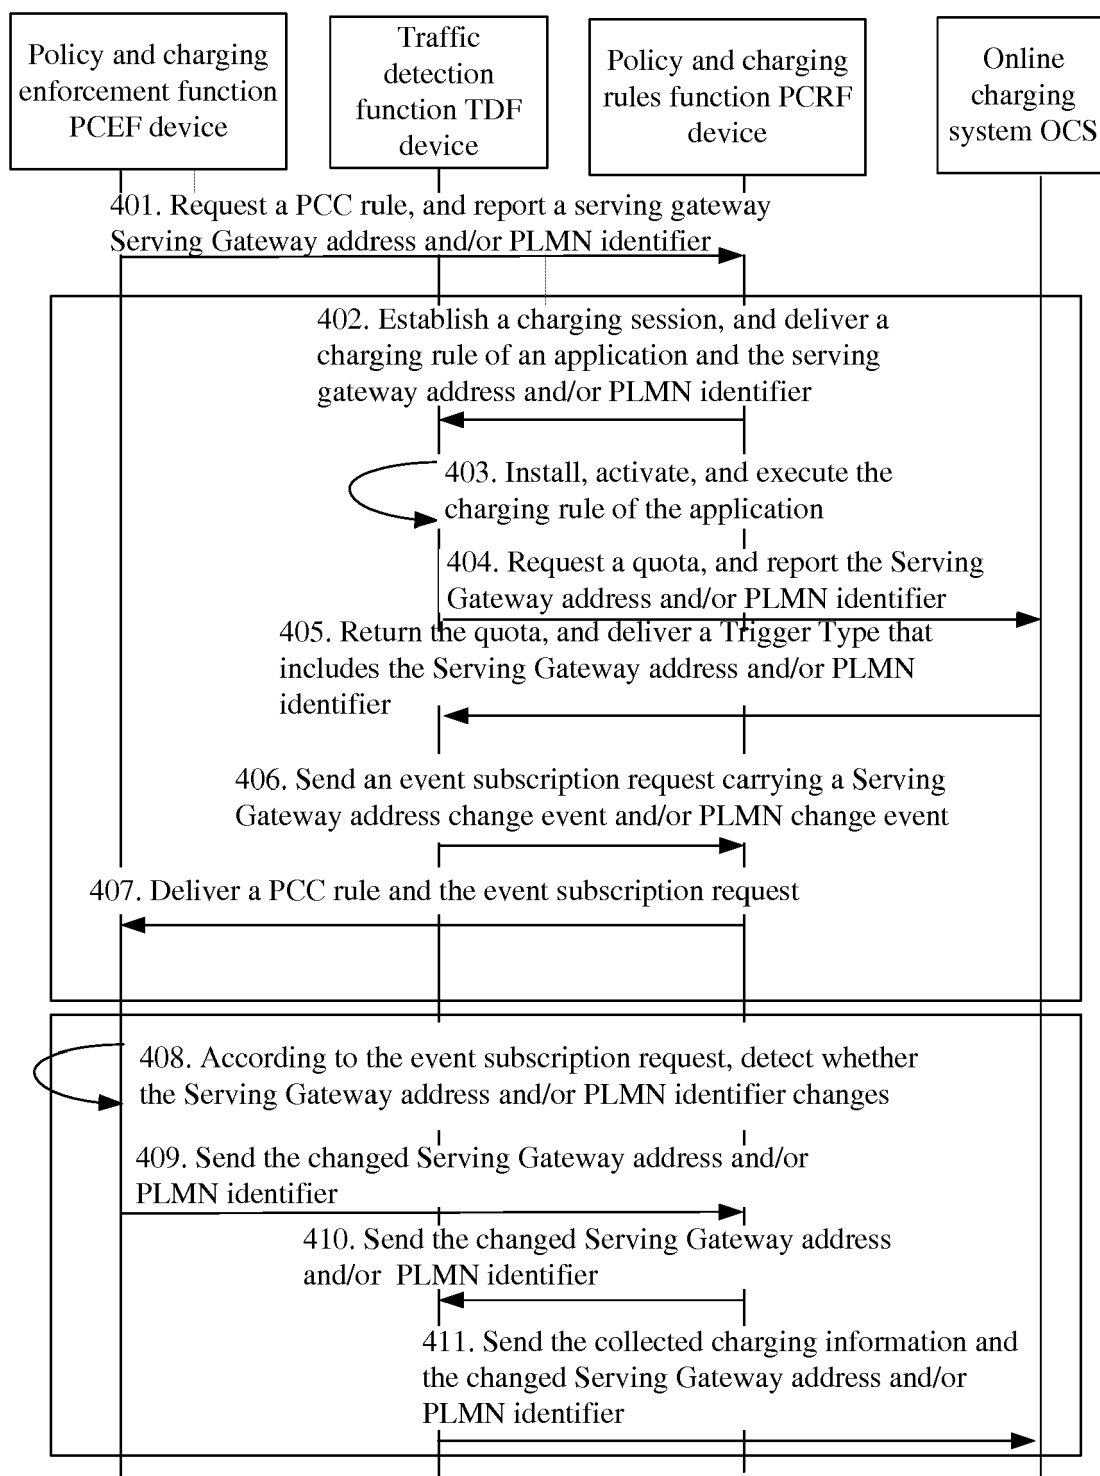 Policy and charging
enforcement function
PCEF device
Traffic
detection
function TDF
device
Policy and charging
rules function PCRF
device
Online
charging
system OCS
401. Request a PCC rule, and report a serving gateway
Serving Gateway address and/or PLMN identifier
402. Establish a charging session, and deliver a
charging rule of an application and the serving
gateway address and/or PLMN identifier
403. Install, activate, and execute the
charging rule of the application
404. Request a quota, and report the Serving
Gateway address and/or PLMN identifier
405. Return the quota, and deliver a Trigger Type that
includes the Serving Gateway address and/or PLMN
identifier
406. Send an event subscription request carrying a Serving
Gateway address change event and/or PLMN change event
407. Deliver a PCC rule and the event subscription request
408. According to the event subscription request, detect whether
the Serving Gateway address and/or PLMN identifier changes
409. Send the changed Serving Gateway address and/or
PLMN identifier
410. Send the changed Serving Gateway address
and/or PLMN identifier
411. Send the collected charging information and
the changed Serving Gateway address and/or
PLMN identifier